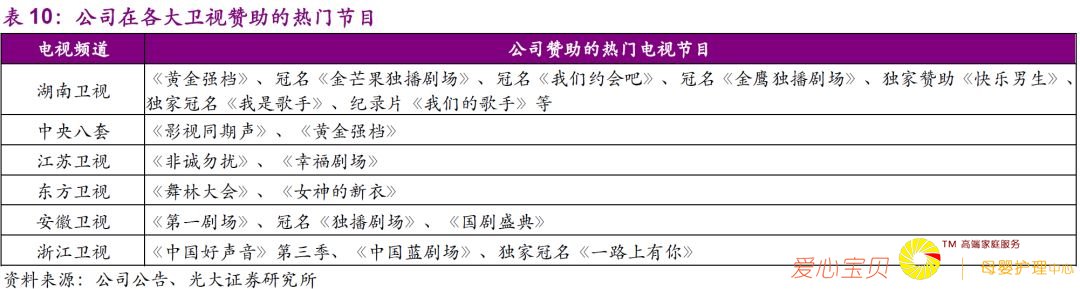 表 10：公司在各大卫视赞助的热门节目
电视频道 公司赞助的热门电视节目
湖南卫视 《黄金强档》、冠名《金芒果独播剧场》、冠名《我们约会吧》、冠名《金鹰独播剧场》、独家赞助《快乐男生》、
独家冠名《我是歌手》、纪录片《我们的歌手》等
中央八套 《影视同期声》、《黄金强档》
江苏卫视 《非诚勿扰》、《幸福剧场》
东方卫视 《舞林大会》、《女神的新衣》
安徽卫视 《第一剧场》、冠名《独播剧场》、《国剧盛典》
浙江卫视 《中国好声音》第三季、《中国蓝剧场》、独家冠名《一路上有你》
资料来源：公司公告、光大证券研究所
爱心宝贝
TM 高端家庭服务
母婴护理中心